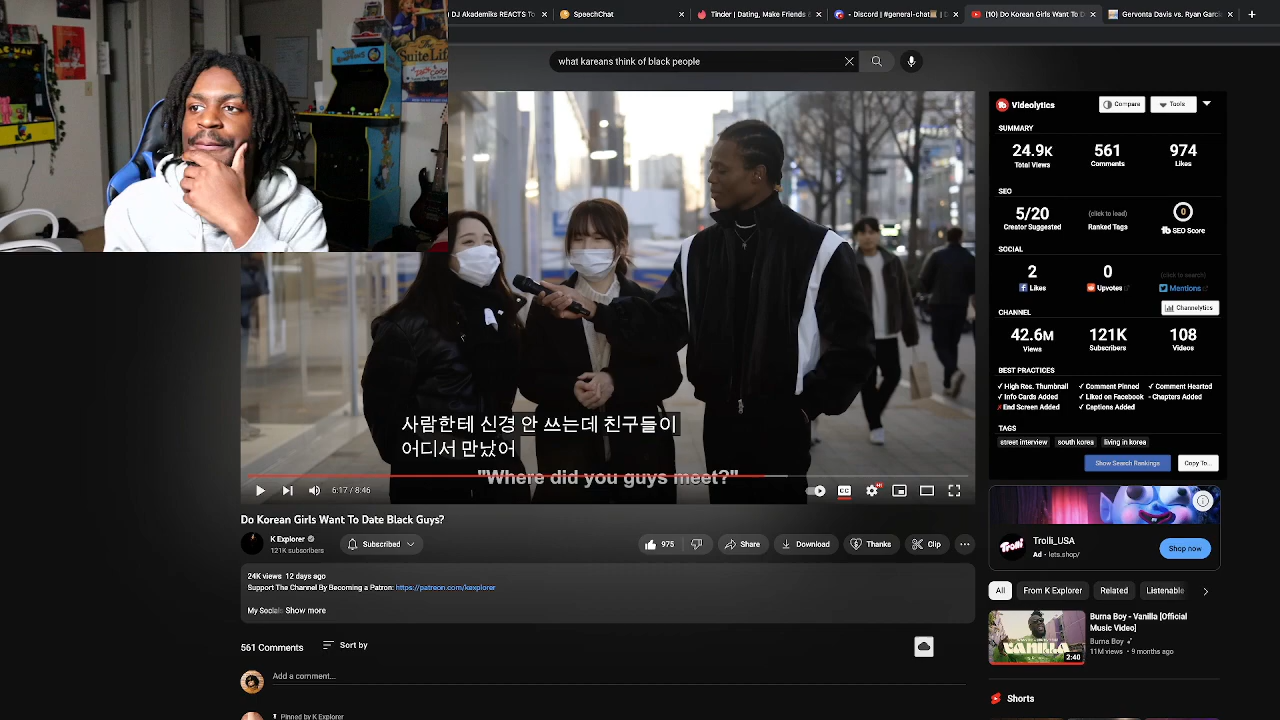 DJ Akademiks REACTS To
SpeechChat
Tinder | Dating, Make Friends &
- Discord | #general-chat
(10) Do Korean Girls Want To D
Gervonta Davis vs. Ryan Garc
what kareans think of black people
The
Suite Life
사람한테 신경 안 쓰는데 친구들이
어디서 만났어
"Where did you guys meet?"
6:17 / 8:46
Do Korean Girls Want To Date Black Guys?
K Explorer
121K subscribers
Subscribed
975
Share
Download
Thanks
Clip
24K views 12 days ago
Support The Channel By Becoming a Patron: https://patreon.com/kexplorer
My Socials Show more
561 Comments
Sort by
Add a comment...
Pinned by K Explorer
Videolytics
Compare
Tools
SUMMARY
24.9K
561
974
Total Views
Comments
Likes
SEO
5/20
(click to load)
0
Creator Suggested
Ranked Tags
SEO Score
SOCIAL
2
0
(click to search)
Likes
Upvotes
Mentions
Channelytics
CHANNEL
42.6M
121K
108
Views
Subscribers
Videos
BEST PRACTICES
✓ High Res. Thumbnail ✓ Comment Pinned ✓ Comment Hearted
✓ Info Cards Added ✓ Liked on Facebook - Chapters Added
✗ End Screen Added ✓ Captions Added
TAGS
street interview
south korea
living in korea
Show Search Rankings
Copy To...
Trolli
Trolli_USA
Ad · lets.shop/
Shop now
All
From K Explorer
Related
Listenable
VANILLA
2:40
Burna Boy - Vanilla [Official
Music Video]
Burna Boy
11M views · 9 months ago
Shorts